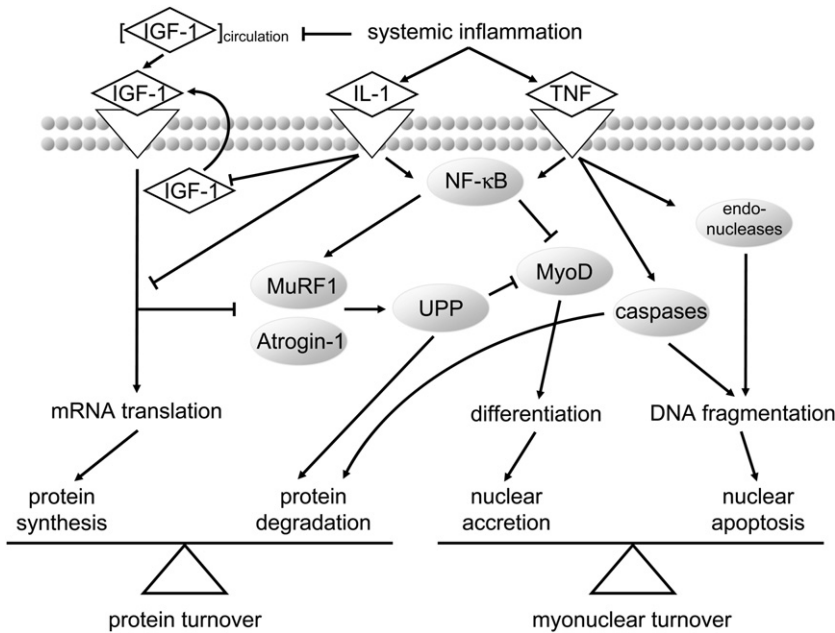 [IGF-1]circulation
systemic inflammation
IGF-1
IL-1
TNF
IGF-1
NF-κB
endo-
nucleases
MuRF1
MyoD
UPP
caspases
Atrogin-1
mRNA translation
differentiation
DNA fragmentation
protein
synthesis
protein
degradation
nuclear
accretion
nuclear
apoptosis
protein turnover
myonuclear turnover